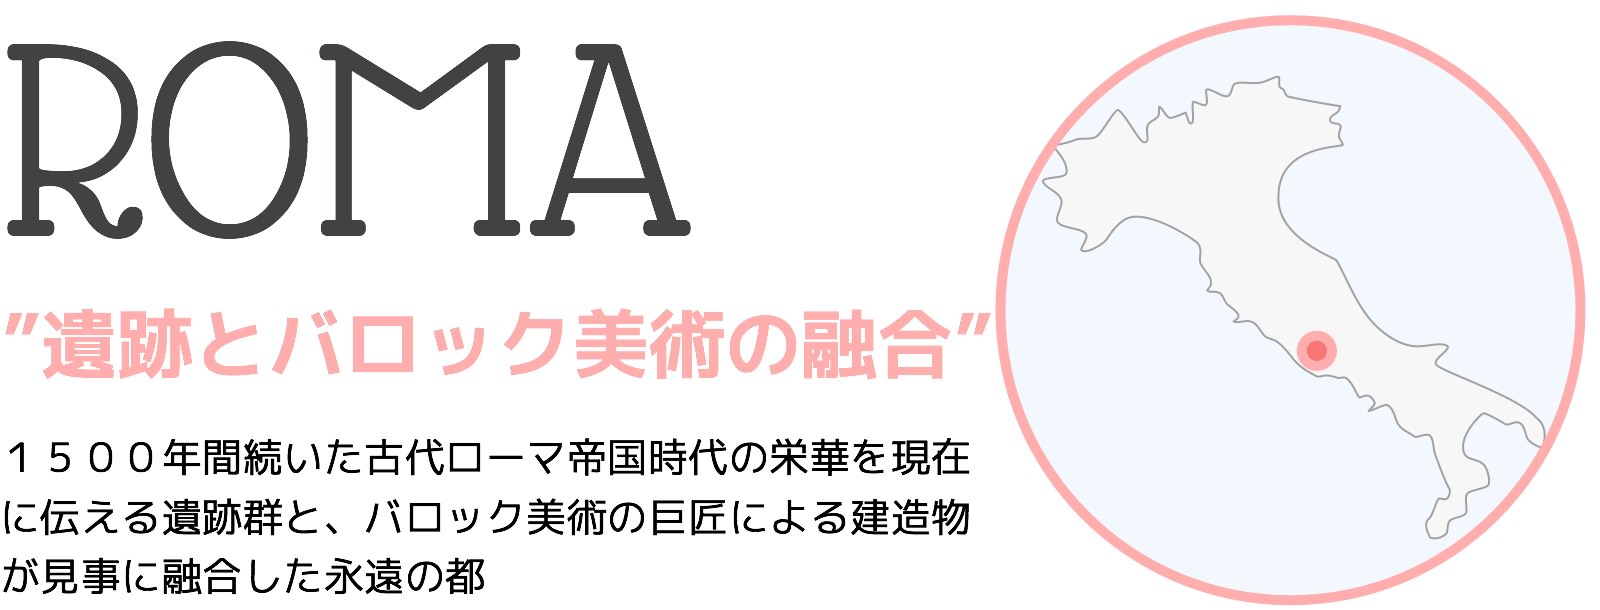 ROMA
”遺跡とバロック美術の融合”
１５００年間続いた古代ローマ帝国時代の栄華を現在
に伝える遺跡群と、バロック美術の巨匠による建造物
が見事に融合した永遠の都